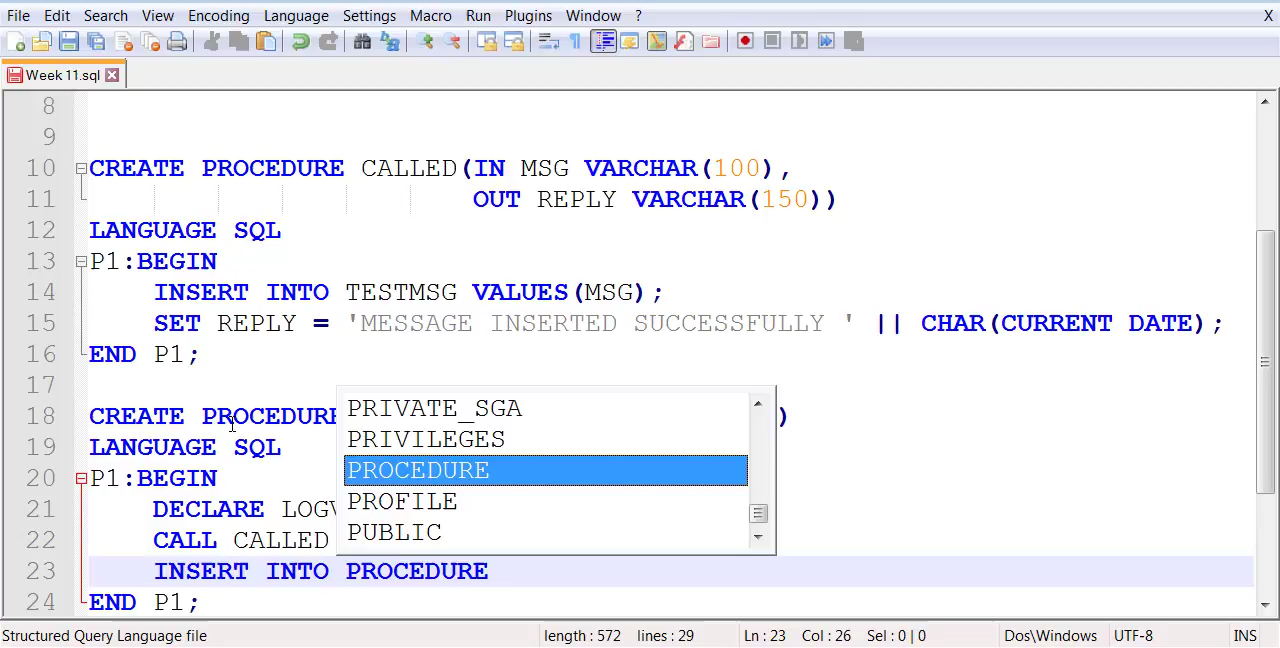 File Edit Search View Encoding Language Settings Macro Run Plugins Window ? X
Week 11.sql
8
9
10 CREATE PROCEDURE CALLED(IN MSG VARCHAR(100),
11 OUT REPLY VARCHAR(150))
12 LANGUAGE SQL
13 P1:BEGIN
14 INSERT INTO TESTMSG VALUES(MSG);
15 SET REPLY = 'MESSAGE INSERTED SUCCESSFULLY ' || CHAR(CURRENT DATE);
16 END P1;
17
18 CREATE PROCEDURE )
19 LANGUAGE SQL
20 P1:BEGIN
21 DECLARE LOGV
22 CALL CALLED
23 INSERT INTO PROCEDURE
24 END P1;
PRIVATE_SGA
PRIVILEGES
PROCEDURE
PROFILE
PUBLIC
Structured Query Language file length : 572 lines : 29 Ln : 23 Col : 26 Sel : 0 | 0 Dos\Windows UTF-8 INS